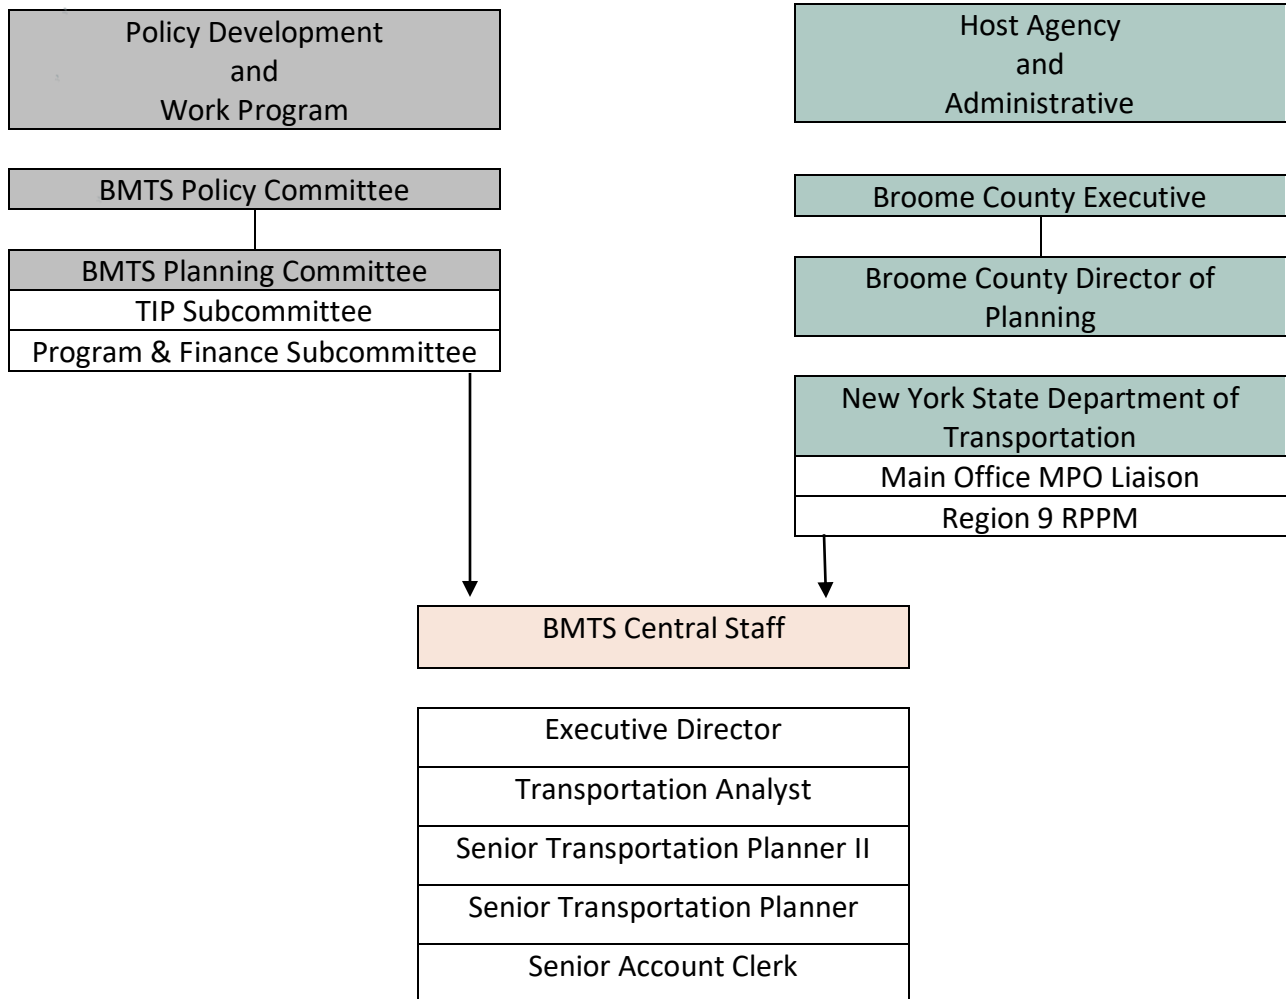 Policy Development
and
Work Program
BMTS Policy Committee
BMTS Planning Committee
TIP Subcommittee
Program & Finance Subcommittee
Host Agency
and
Administrative
Broome County Executive
Broome County Director of
Planning
New York State Department of
Transportation
Main Office MPO Liaison
Region 9 RPPM
BMTS Central Staff
Executive Director
Transportation Analyst
Senior Transportation Planner II
Senior Transportation Planner
Senior Account Clerk